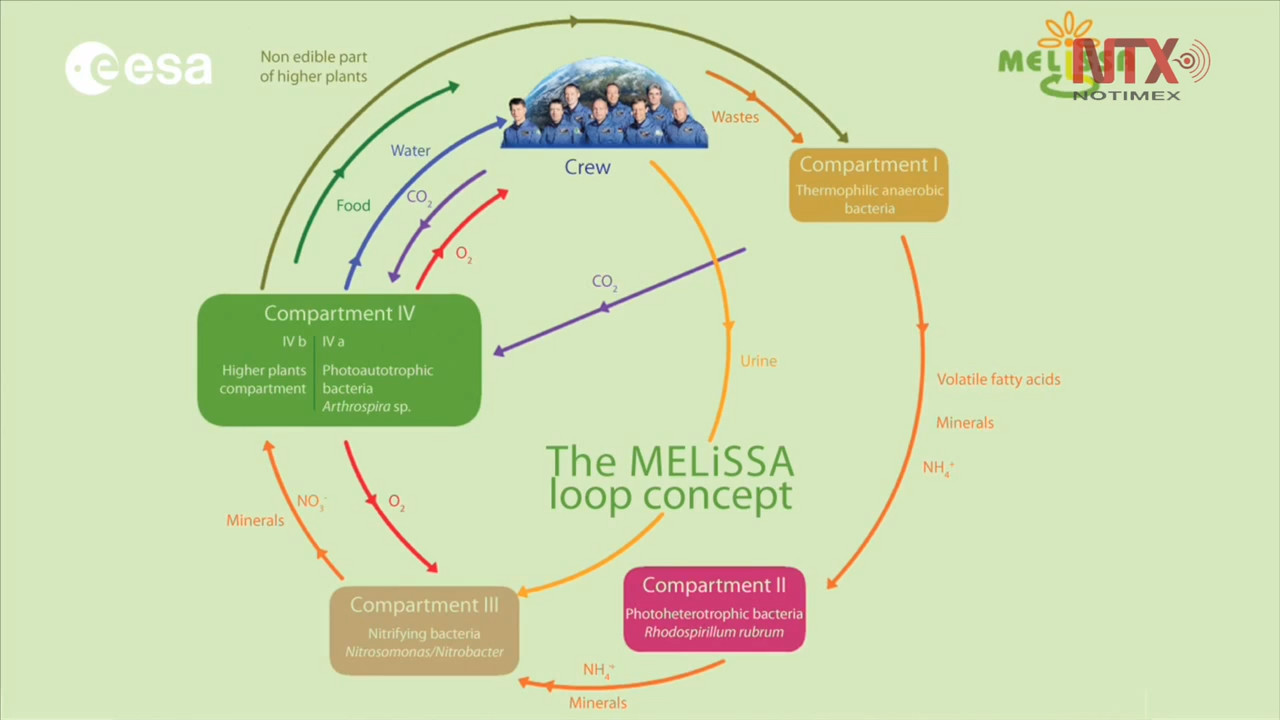 esa
Non edible part
of higher plants
MELiSSA
NTX
NOTIMEX
Wastes
Water
Crew
Food
CO₂
O₂
Compartment I
Thermophilic anaerobic
bacteria
CO₂
Compartment IV
IV b IV a
Higher plants
compartment
Photoautotrophic
bacteria
Arthrospira sp.
Urine
Volatile fatty acids
Minerals
NH₄⁺
The MELiSSA
loop concept
NO₃⁻
Minerals
O₂
Compartment III
Nitrifying bacteria
Nitrosomonas/Nitrobacter
Compartment II
Photoheterotrophic bacteria
Rhodospirillum rubrum
NH₄⁺
Minerals